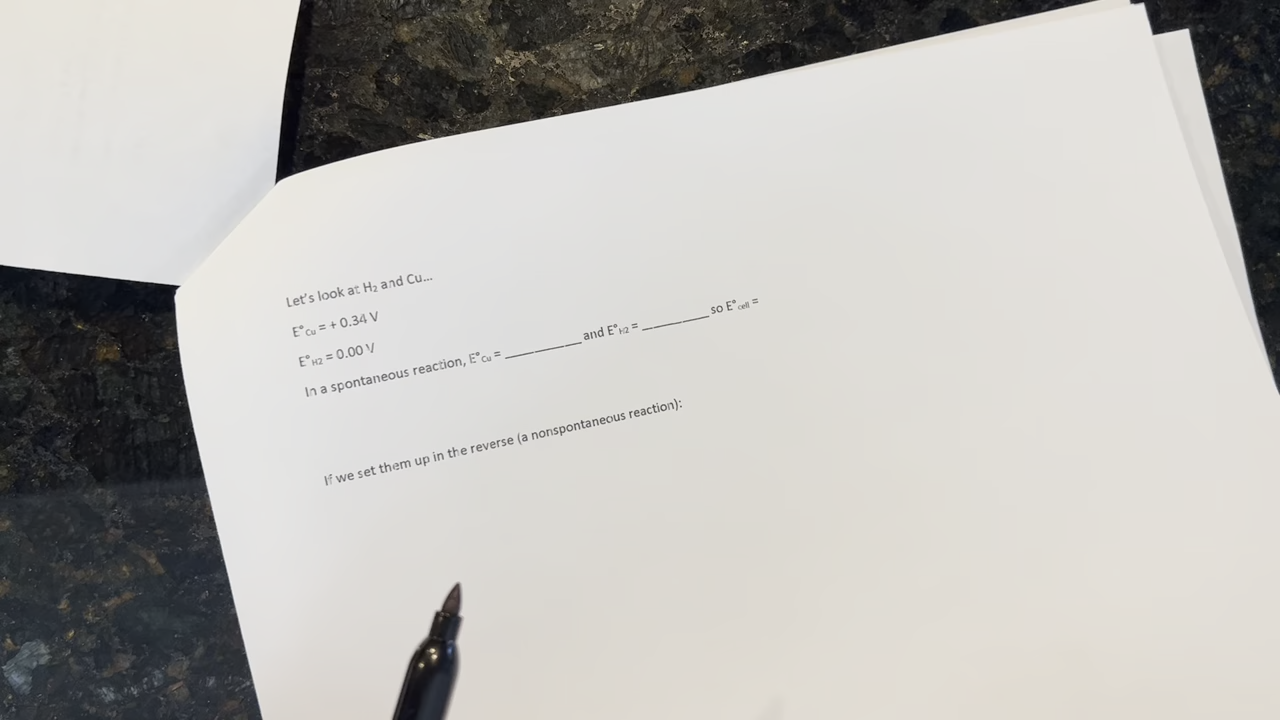 Let's look at H₂ and Cu...
E°Cu = + 0.34 V
E°H2 = 0.00 V
In a spontaneous reaction, E°Cu = __________ and E°H2 = _________ so E°cell =
If we set them up in the reverse (a nonspontaneous reaction):